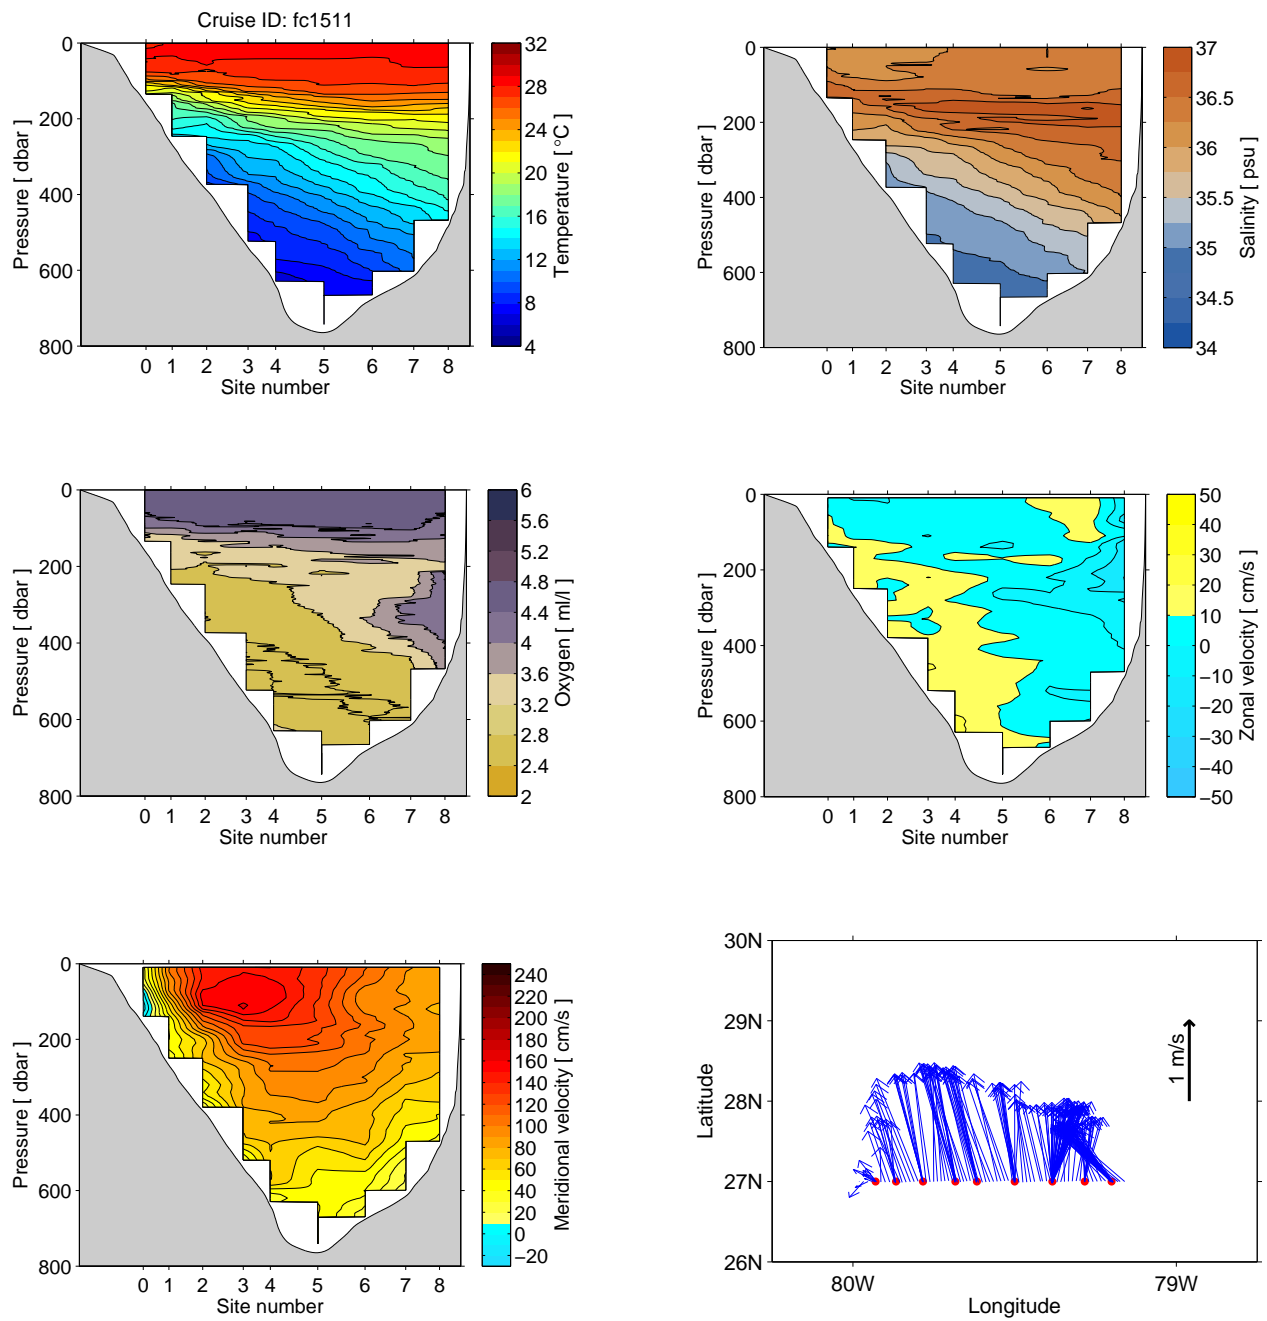 Cruise ID: fc1511
0
200
400
600
800
Pressure [ dbar ]
0 1 2 3 4 5 6 7 8
Site number
32
28
24
20
16
12
8
4
Temperature [ °C ]
0
200
400
600
800
Pressure [ dbar ]
0 1 2 3 4 5 6 7 8
Site number
37
36.5
36
35.5
35
34.5
34
Salinity [ psu ]
0
200
400
600
800
Pressure [ dbar ]
0 1 2 3 4 5 6 7 8
Site number
6
5.6
5.2
4.8
4.4
4
3.6
3.2
2.8
2.4
2
Oxygen [ ml/l ]
0
200
400
600
800
Pressure [ dbar ]
0 1 2 3 4 5 6 7 8
Site number
50
40
30
20
10
0
−10
−20
−30
−40
−50
Zonal velocity [ cm/s ]
0
200
400
600
800
Pressure [ dbar ]
0 1 2 3 4 5 6 7 8
Site number
240
220
200
180
160
140
120
100
80
60
40
20
0
−20
Meridional velocity [ cm/s ]
30N
29N
28N
27N
26N
Latitude
1 m/s
80W 79W
Longitude